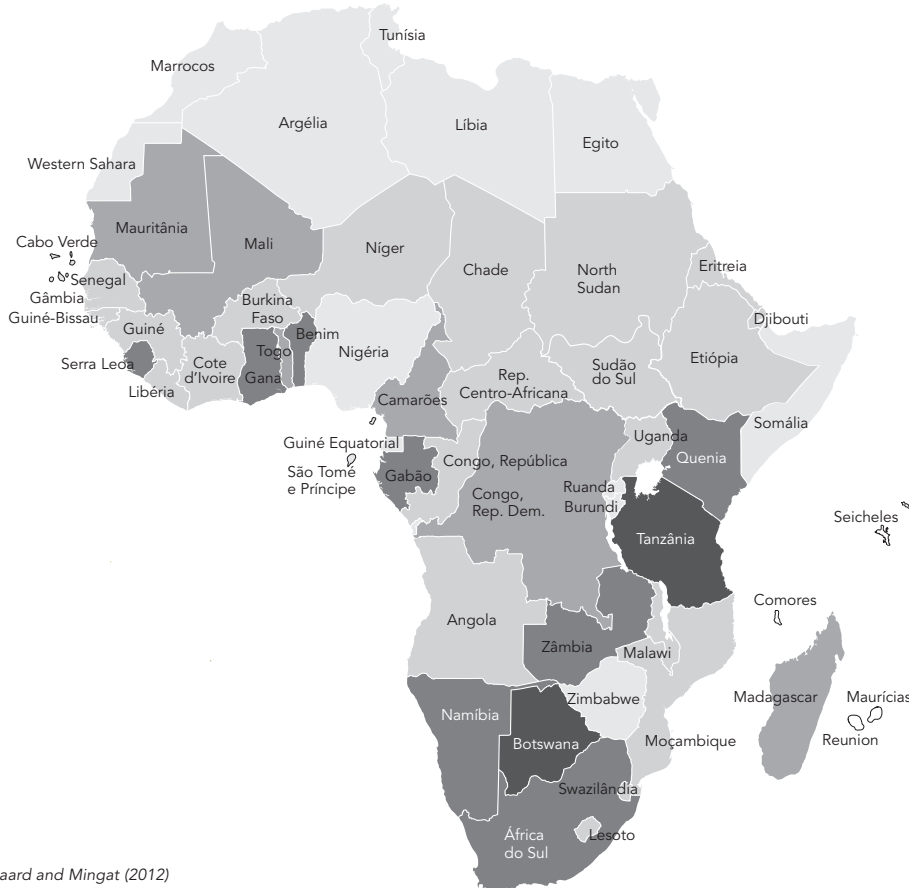 Tunísia
Marrocos
Argélia
Líbia
Egito
Western Sahara
Mauritânia
Mali
Níger
Chade
North
Sudan
Eritreia
Cabo Verde
Senegal
Gâmbia
Guiné-Bissau
Guiné
Burkina
Faso
Benim
Togo
Gana
Nigéria
Djibouti
Etiópia
Serra Leoa
Libéria
Cote
d'Ivoire
Camarões
Rep.
Centro-Africana
Sudão
do Sul
Somália
Guiné Equatorial
São Tomé
e Príncipe
Gabão
Congo, República
Congo,
Rep. Dem.
Uganda
Quenia
Ruanda
Burundi
Tanzânia
Seicheles
Comores
Angola
Zâmbia
Malawi
Zimbabwe
Madagascar
Maurícias
Reunion
Namíbia
Botswana
Moçambique
Swazilândia
África
do Sul
Lesoto
aard and Mingat (2012)